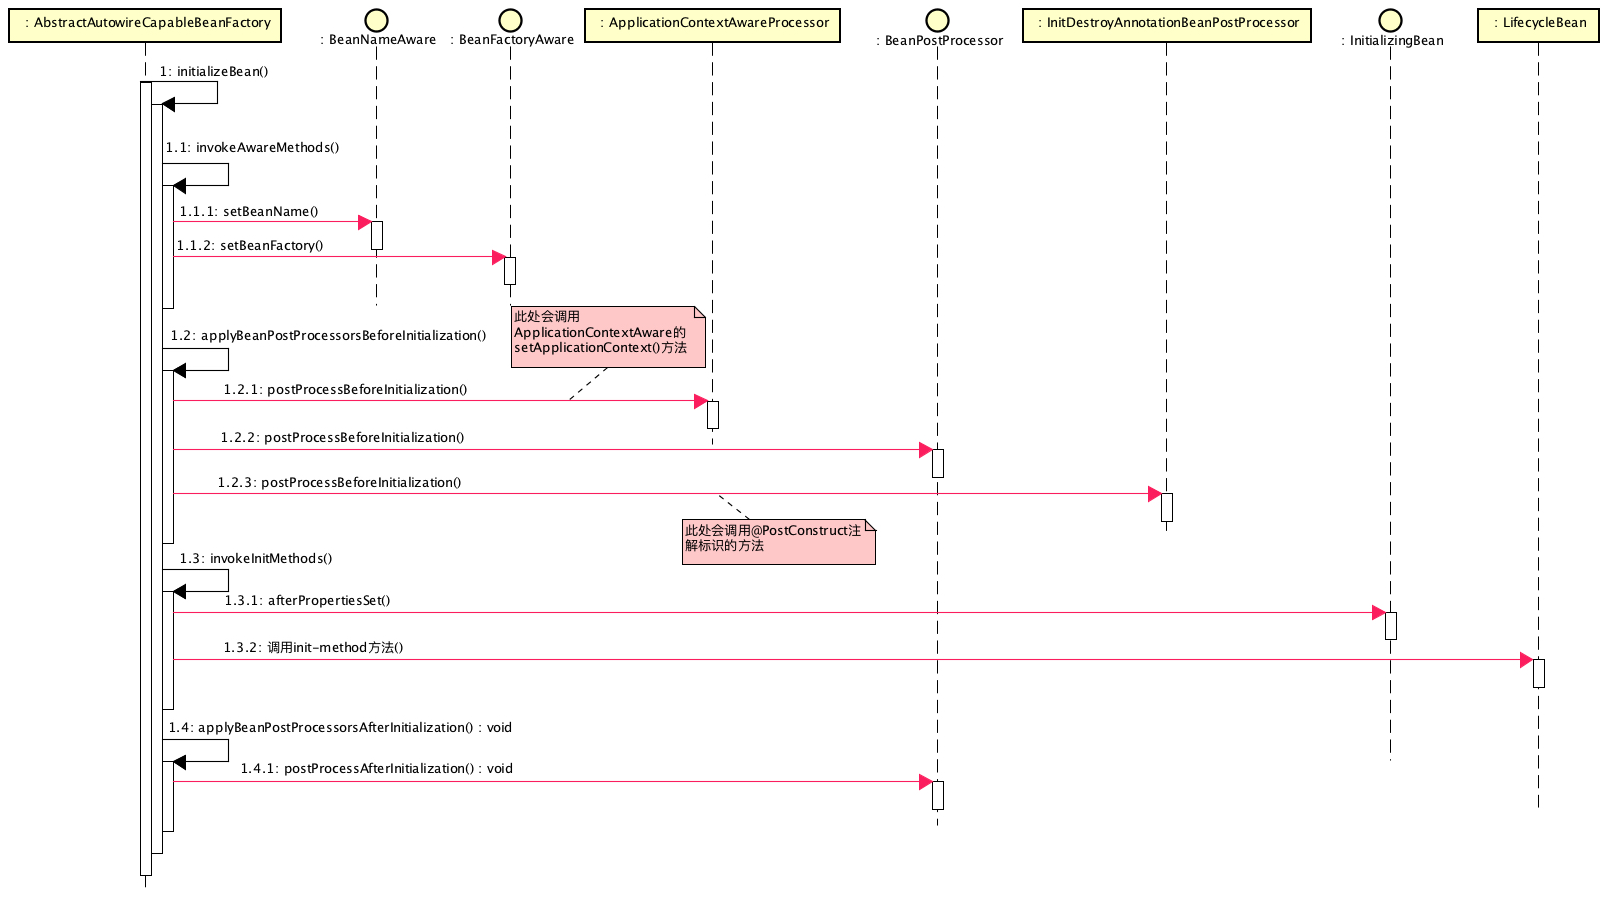 : AbstractAutowireCapableBeanFactory
: BeanNameAware
: BeanFactoryAware
: ApplicationContextAwareProcessor
: BeanPostProcessor
: InitDestroyAnnotationBeanPostProcessor
: InitializingBean
: LifecycleBean
1: initializeBean()
1.1: invokeAwareMethods()
1.1.1: setBeanName()
1.1.2: setBeanFactory()
此处会调用
ApplicationContextAware的
setApplicationContext()方法
1.2: applyBeanPostProcessorsBeforeInitialization()
1.2.1: postProcessBeforeInitialization()
1.2.2: postProcessBeforeInitialization()
1.2.3: postProcessBeforeInitialization()
此处会调用@PostConstruct注
解标识的方法
1.3: invokeInitMethods()
1.3.1: afterPropertiesSet()
1.3.2: 调用init-method方法()
1.4: applyBeanPostProcessorsAfterInitialization() : void
1.4.1: postProcessAfterInitialization() : void